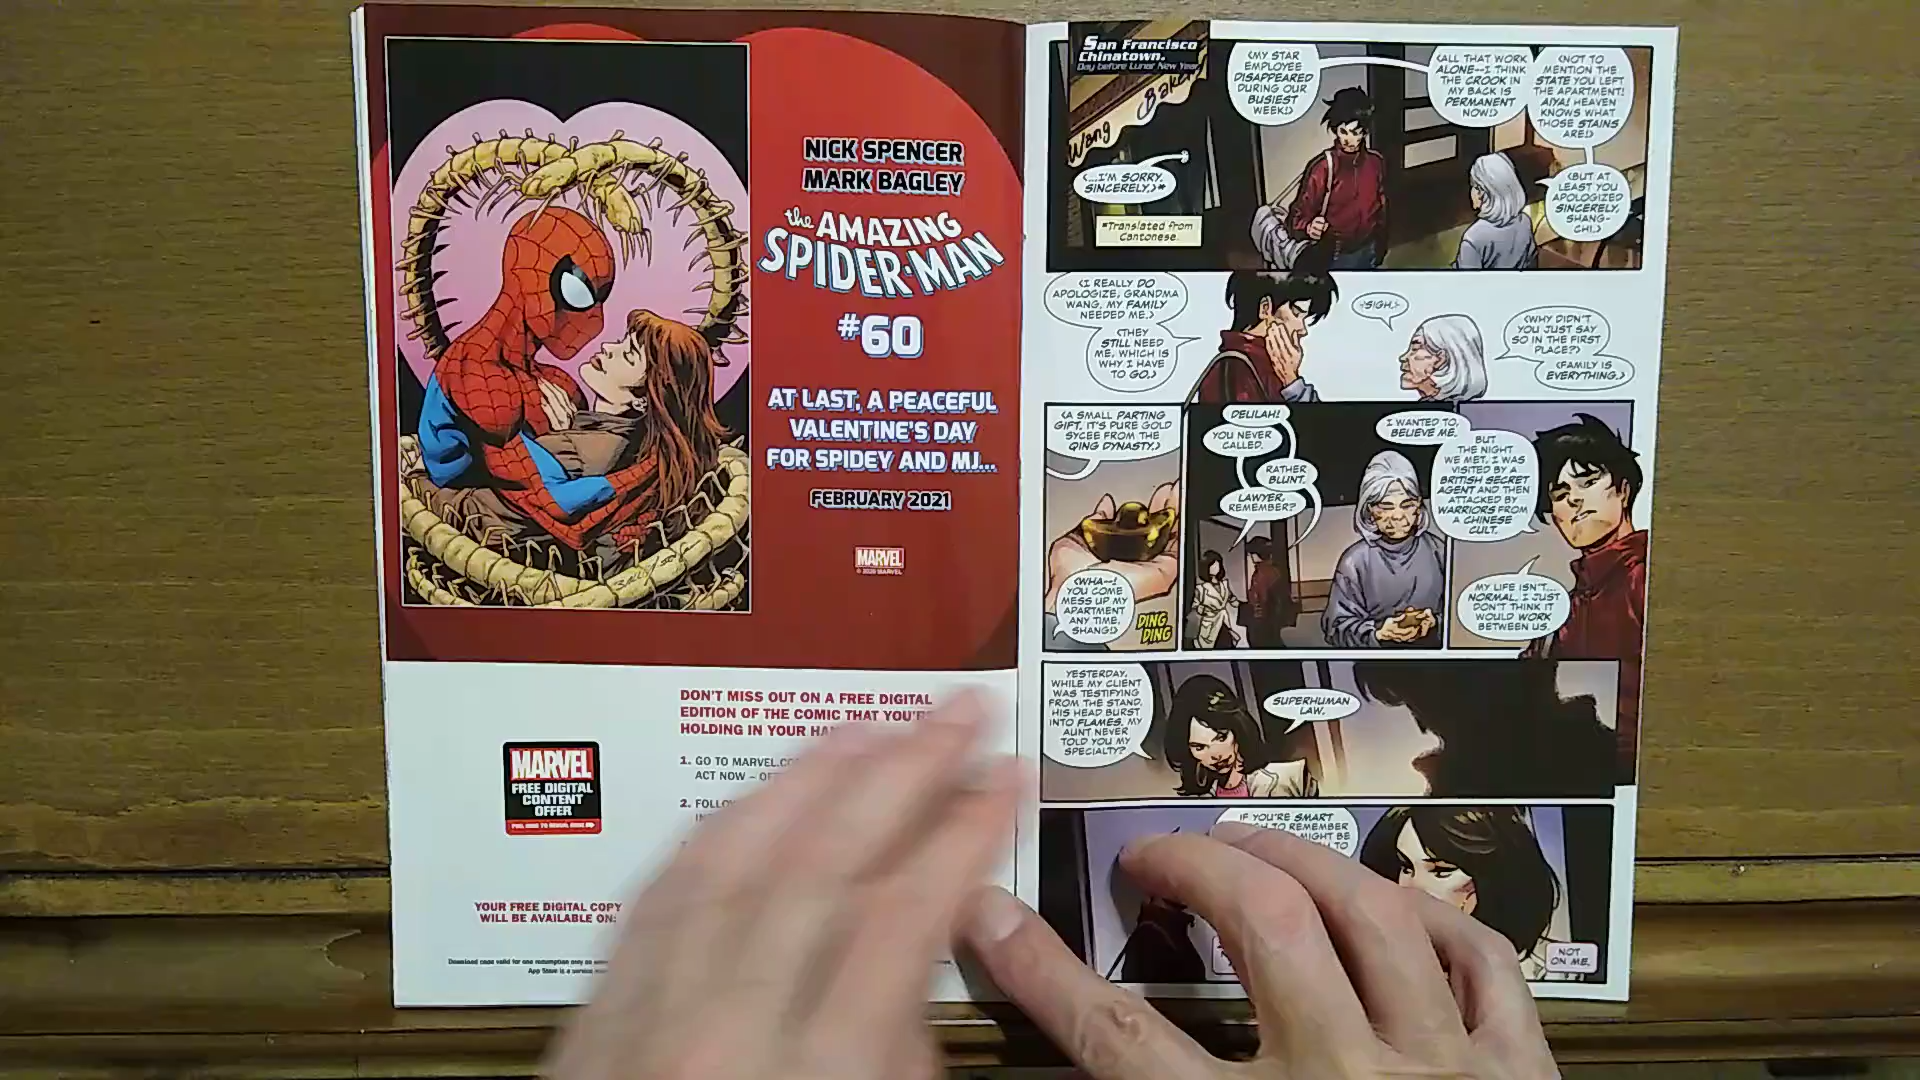 NICK SPENCER
MARK BAGLEY
the AMAZING
SPIDER-MAN
#60
AT LAST, A PEACEFUL
VALENTINE'S DAY
FOR SPIDEY AND MJ...
FEBRUARY 2021
MARVEL
DON'T MISS OUT ON A FREE DIGITAL
EDITION OF THE COMIC THAT
HOLDING IN YOUR
MARVEL
FREE DIGITAL
CONTENT
OFFER
1. GO TO
ACT NOW –
2.
YOUR FREE DIGITAL COPY
WILL BE AVAILABLE ON:
San Francisco
Chinatown.
Day before Lunar New Year
Wang
<...I'M SORRY,
SINCERELY.>*
*Translated from
Cantonese.
<MY STAR
EMPLOYEE
DISAPPEARED
DURING OUR
BUSIEST
WEEK!>
<ALL THAT WORK
ALONE--I THINK
THE CROOK IN
MY BACK IS
PERMANENT
NOW!>
<NOT TO
MENTION THE
STATE YOU LEFT
THE APARTMENT!
AIYA! HEAVEN
KNOWS WHAT
THOSE STAINS
ARE!>
<BUT AT
LEAST YOU
APOLOGIZED
SINCERELY,
SHANG-
CHI.>
<I REALLY DO
APOLOGIZE, GRANDMA
WANG. MY FAMILY
NEEDED ME.>
<THEY
STILL NEED
ME, WHICH IS
WHY I HAVE
TO GO.>
<SIGH.>
<WHY DIDN'T
YOU JUST SAY
SO IN THE FIRST
PLACE?>
<FAMILY IS
EVERYTHING.>
<A SMALL PARTING
GIFT. IT'S PURE GOLD
SYCEE FROM THE
QING DYNASTY.>
<WHA--!
YOU COME
MESS UP MY
APARTMENT
ANY TIME,
SHANG!>
DING
DING
DELILAH!
YOU NEVER
CALLED.
RATHER
BLUNT.
LAWYER,
REMEMBER?
I WANTED TO,
BELIEVE ME.
BUT
THE NIGHT
WE MET, I WAS
VISITED BY A
BRITISH SECRET
AGENT AND THEN
ATTACKED BY
WARRIORS FROM
A CHINESE
CULT.
MY LIFE ISN'T...
NORMAL. I JUST
DON'T THINK IT
WOULD WORK
BETWEEN US.
YESTERDAY,
WHILE MY CLIENT
WAS TESTIFYING
FROM THE STAND,
HIS HEAD BURST
INTO FLAMES. MY
AUNT NEVER
TOLD YOU MY
SPECIALTY?
SUPERHUMAN
LAW.
IF YOU'RE SMART
TO REMEMBER
MIGHT BE
TO
NOT
ON ME.